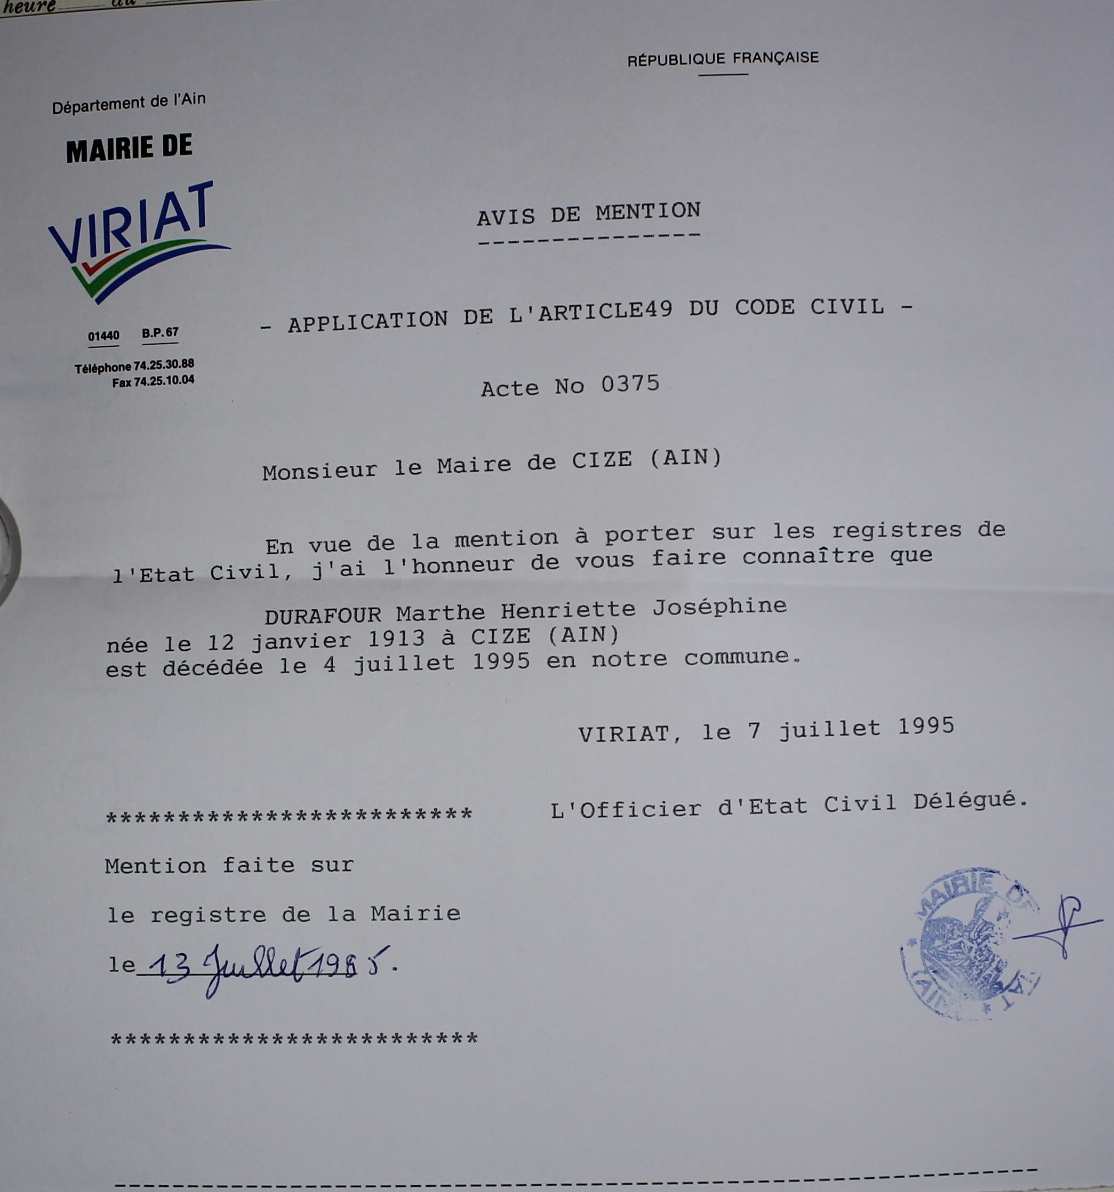 heure au
RÉPUBLIQUE FRANÇAISE
Département de l'Ain
MAIRIE DE
VIRIAT
01440 B.P. 67
Téléphone 74.25.30.88
Fax 74.25.10.04
AVIS DE MENTION
---------------
- APPLICATION DE L'ARTICLE49 DU CODE CIVIL -
Acte No 0375
Monsieur le Maire de CIZE (AIN)
En vue de la mention à porter sur les registres de
l'Etat Civil, j'ai l'honneur de vous faire connaître que
DURAFOUR Marthe Henriette Joséphine
née le 12 janvier 1913 à CIZE (AIN)
est décédée le 4 juillet 1995 en notre commune.
VIRIAT, le 7 juillet 1995
L'Officier d'Etat Civil Délégué.
*************************
Mention faite sur
le registre de la Mairie
le 13 Juillet 1985.
*************************
MAIRIE DE
(AIN)